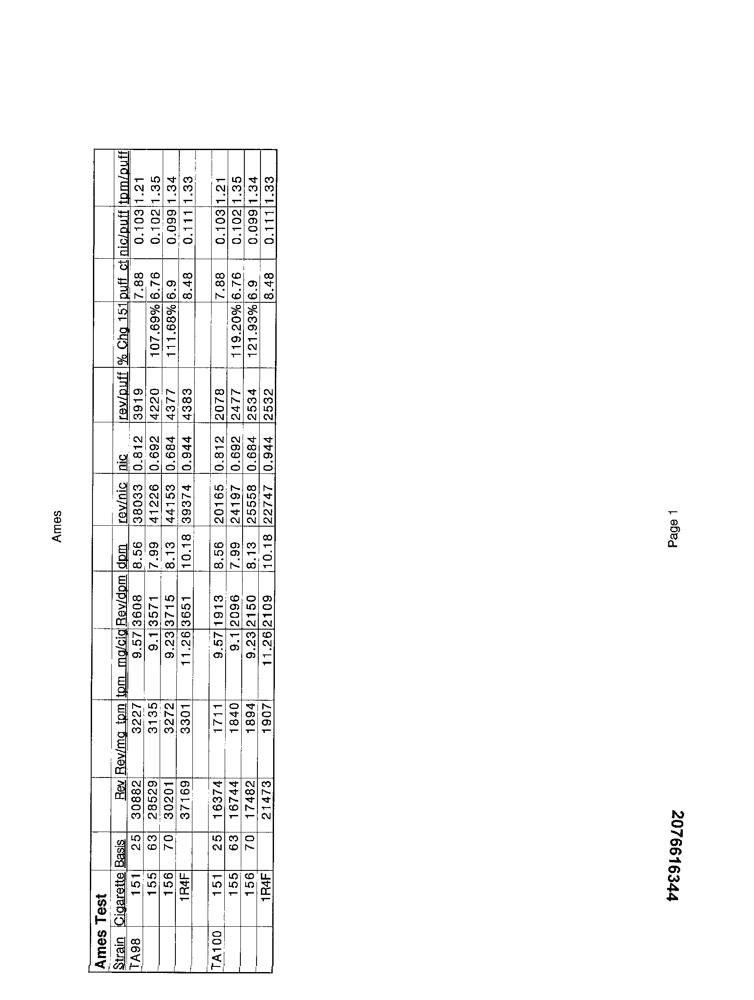 Ames
Ames Test
Strain Cigarette Basis Rev Rev/mg tpm tpm mg/cig Rev/dpm dpm rev/nic nic rev/puff % Chg 151 puff ct nic/puff tpm/puff
TA98 151 25 30882 3227 9.57 3608 8.56 38033 0.812 3919 7.88 0.103 1.21
155 63 28529 3135 9.1 3571 7.99 41226 0.692 4220 107.69% 6.76 0.102 1.35
156 70 30201 3272 9.23 3715 8.13 44153 0.684 4377 111.68% 6.9 0.099 1.34
1R4F 37169 3301 11.26 3651 10.18 39374 0.944 4383 8.48 0.111 1.33
TA100 151 25 16374 1711 9.57 1913 8.56 20165 0.812 2078 7.88 0.103 1.21
155 63 16744 1840 9.1 2096 7.99 24197 0.692 2477 119.20% 6.76 0.102 1.35
156 70 17482 1894 9.23 2150 8.13 25558 0.684 2534 121.93% 6.9 0.099 1.34
1R4F 21473 1907 11.26 2109 10.18 22747 0.944 2532 8.48 0.111 1.33
Page 1
2076616344